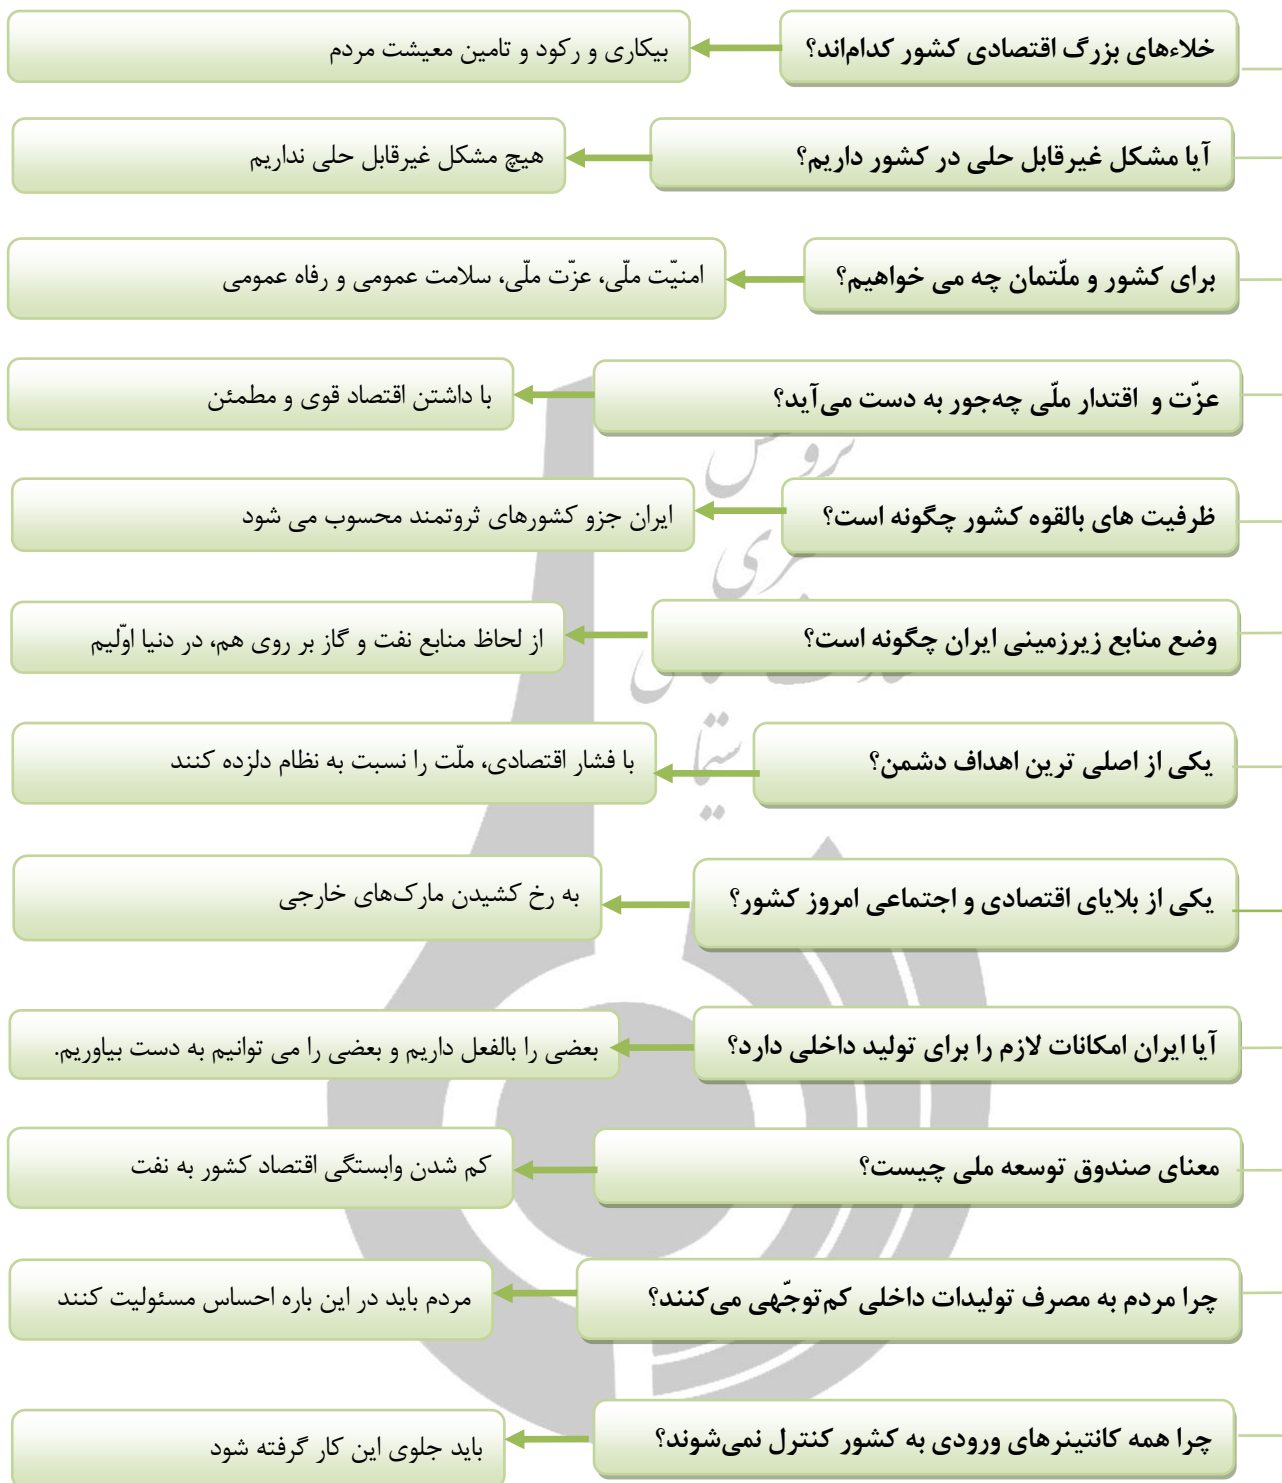 خلاءهای بزرگ اقتصادی کشور کدام‌اند؟
بیکاری و رکود و تامین معیشت مردم
آیا مشکل غیرقابل حلی در کشور داریم؟
هیچ مشکل غیرقابل حلی نداریم
برای کشور و ملّتمان چه می خواهیم؟
امنیّت ملّی، عزّت ملّی، سلامت عمومی و رفاه عمومی
عزّت و اقتدار ملّی چه‌جور به دست می‌آید؟
با داشتن اقتصاد قوی و مطمئن
ظرفیت های بالقوه کشور چگونه است؟
ایران جزو کشورهای ثروتمند محسوب می شود
وضع منابع زیرزمینی ایران چگونه است؟
از لحاظ منابع نفت و گاز بر روی هم، در دنیا اوّلیم
یکی از اصلی ترین اهداف دشمن؟
با فشار اقتصادی، ملّت را نسبت به نظام دلزده کنند
یکی از بلایای اقتصادی و اجتماعی امروز کشور؟
به رخ کشیدن مارک‌های خارجی
آیا ایران امکانات لازم را برای تولید داخلی دارد؟
بعضی را بالفعل داریم و بعضی را می توانیم به دست بیاوریم.
معنای صندوق توسعه ملی چیست؟
کم شدن وابستگی اقتصاد کشور به نفت
چرا مردم به مصرف تولیدات داخلی کم‌توجّهی می‌کنند؟
مردم باید در این باره احساس مسئولیت کنند
چرا همه کانتینرهای ورودی به کشور کنترل نمی‌شوند؟
باید جلوی این کار گرفته شود